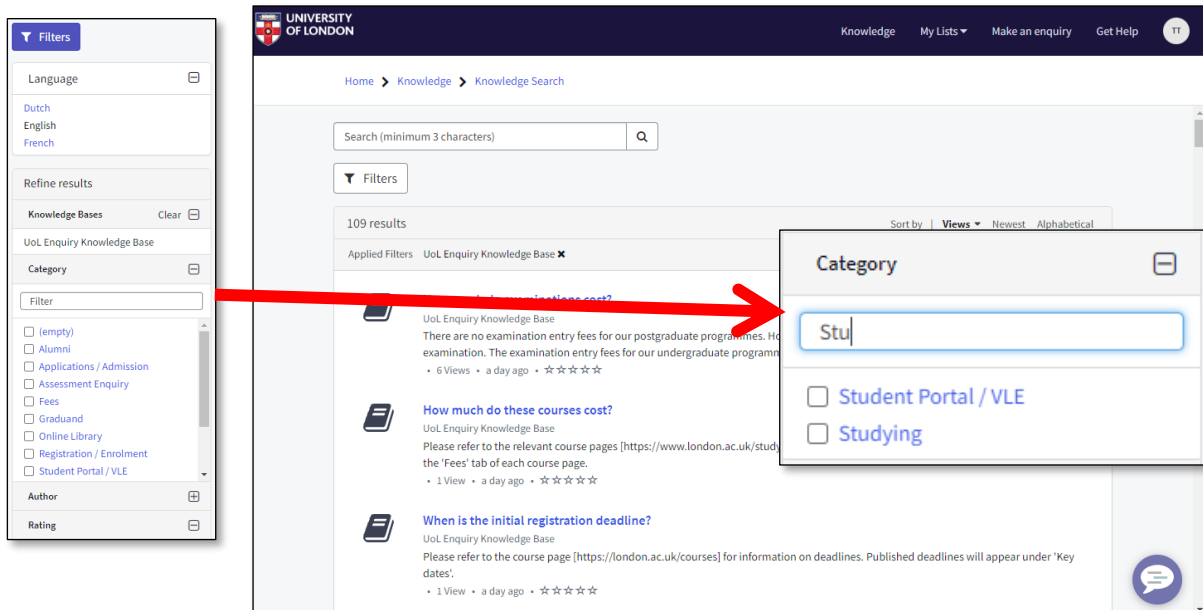 Filters
Language
Dutch
English
French
Refine results
Knowledge Bases Clear
UoL Enquiry Knowledge Base
Category
Filter
(empty)
Alumni
Applications / Admission
Assessment Enquiry
Fees
Graduand
Online Library
Registration / Enrolment
Student Portal / VLE
Author
Rating
UNIVERSITY
OF LONDON
Knowledge My Lists Make an enquiry Get Help TT
Home Knowledge Knowledge Search
Search (minimum 3 characters)
Filters
109 results Sort by | Views Newest Alphabetical
Applied Filters UoL Enquiry Knowledge Base ✖
examinations cost?
UoL Enquiry Knowledge Base
There are no examination entry fees for our postgraduate programmes.
examination. The examination entry fees for our undergraduate
• 6 Views • a day ago • ☆☆☆☆☆
How much do these courses cost?
UoL Enquiry Knowledge Base
Please refer to the relevant course pages [https://www.london.ac.uk/study
the 'Fees' tab of each course page.
• 1 View • a day ago • ☆☆☆☆☆
When is the initial registration deadline?
UoL Enquiry Knowledge Base
Please refer to the course page [https://london.ac.uk/courses] for information on deadlines. Published deadlines will appear under 'Key
dates'.
• 1 View • a day ago • ☆☆☆☆☆
Category
Stu
Student Portal / VLE
Studying